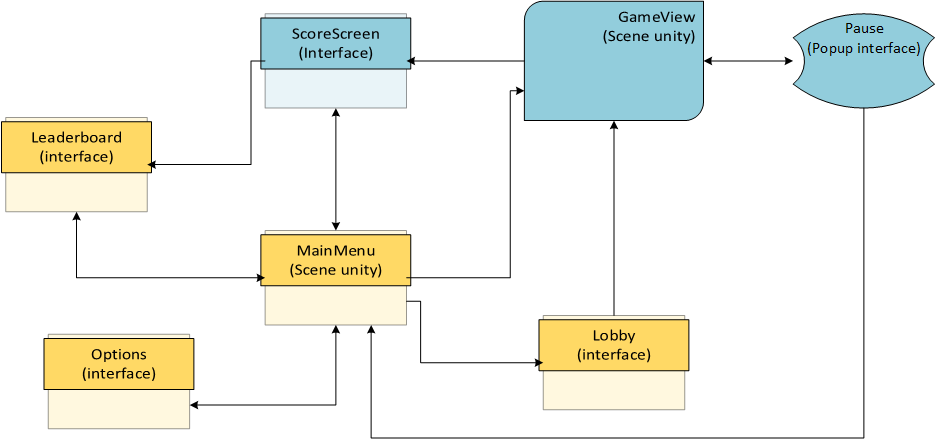 ScoreScreen
(Interface)
GameView
(Scene unity)
Pause
(Popup interface)
Leaderboard
(interface)
MainMenu
(Scene unity)
Options
(interface)
Lobby
(interface)